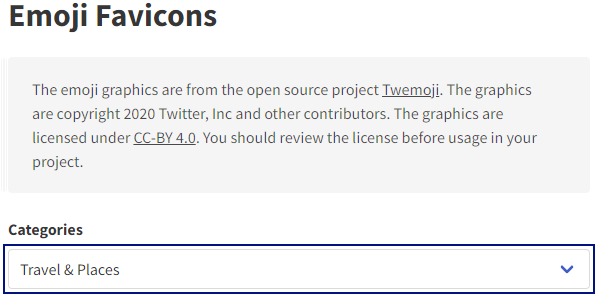 Emoji Favicons
The emoji graphics are from the open source project Twemoji. The graphics
are copyright 2020 Twitter, Inc and other contributors. The graphics are
licensed under CC-BY 4.0. You should review the license before usage in your
project.
Categories
Travel & Places